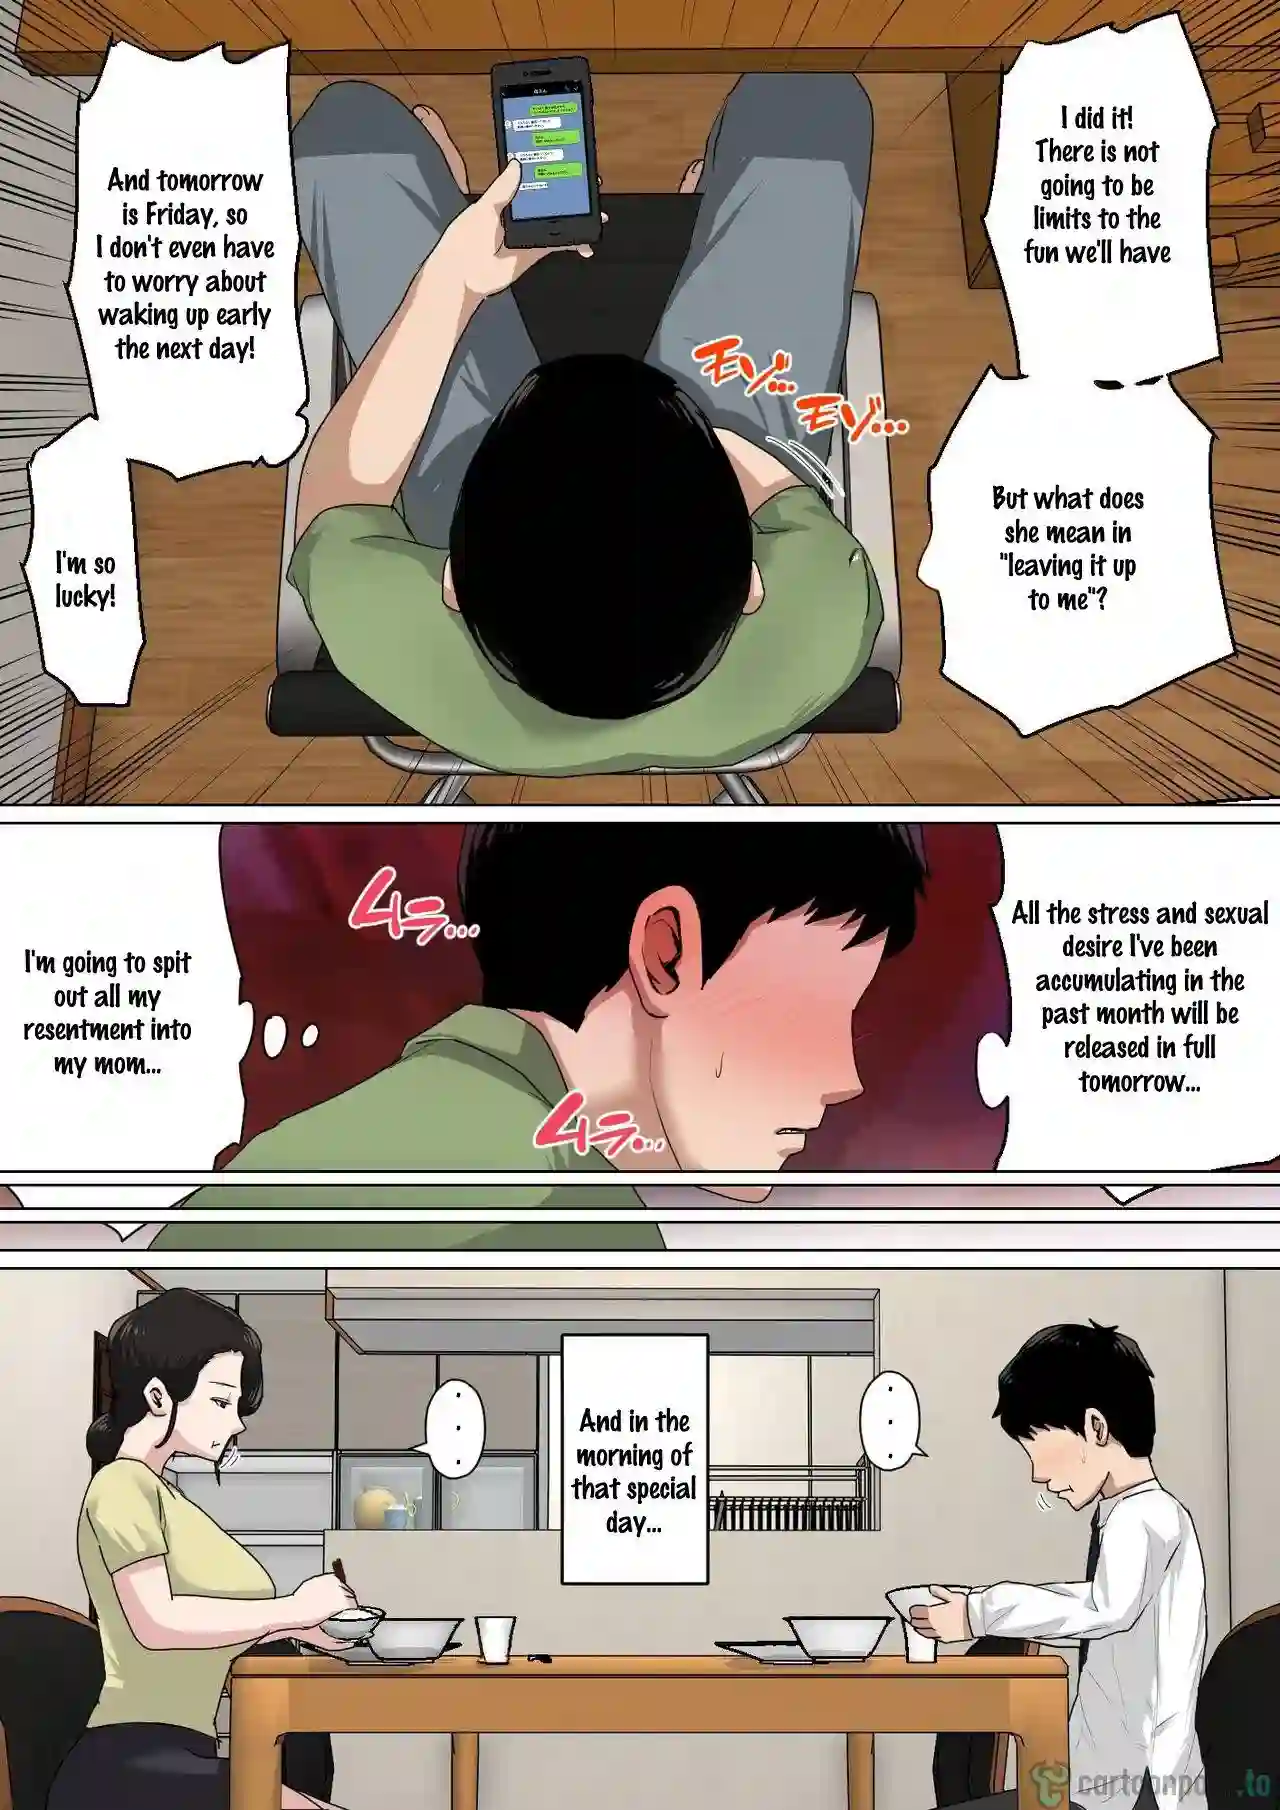 I did it!
There is not
going to be
limits to the
fun we'll have
And tomorrow
is Friday, so
I don't even have
to worry about
waking up early
the next day!
モゾ...
モゾ...
But what does
she mean in
"leaving it up
to me"?
I'm so
lucky!
All the stress and sexual
desire I've been
accumulating in the
past month will be
released in full
tomorrow...
ムラ...
ムラ...
I'm going to spit
out all my
resentment into
my mom...
And in the
morning of
that special
day...
...
...